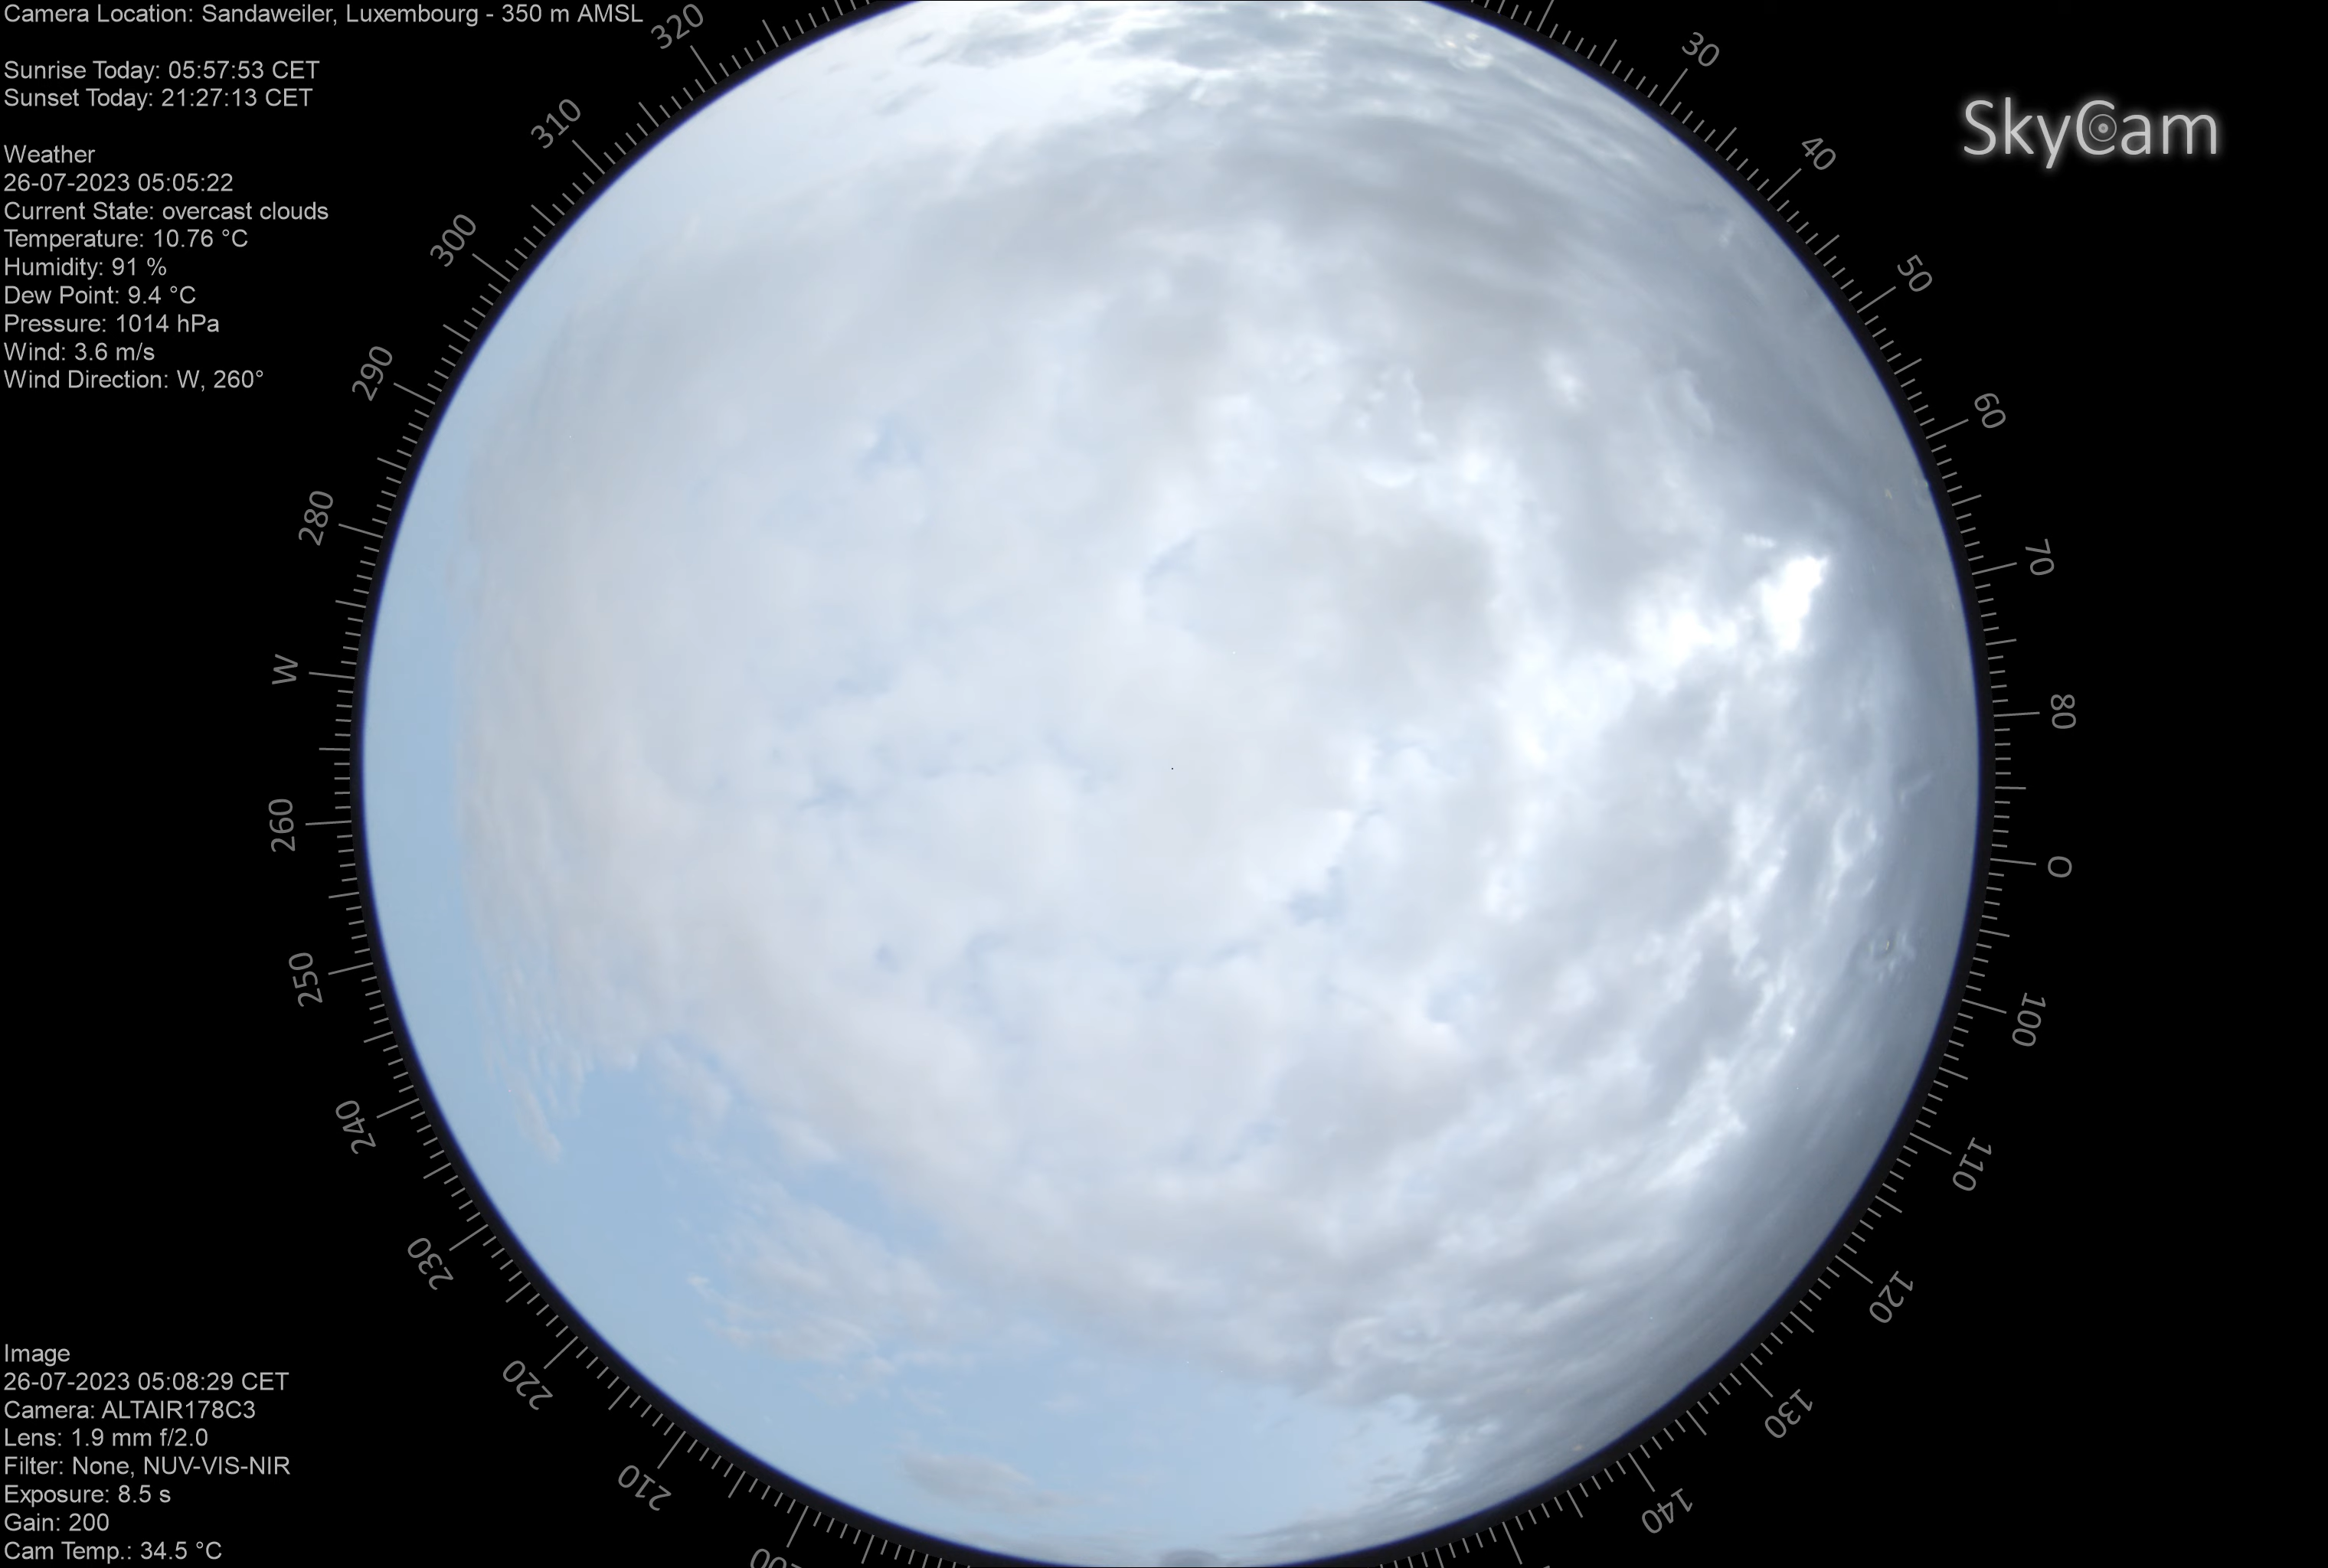 Camera Location: Sandaweiler, Luxembourg - 350 m AMSL
Sunrise Today: 05:57:53 CET
Sunset Today: 21:27:13 CET
Weather
26-07-2023 05:05:22
Current State: overcast clouds
Temperature: 10.76 °C
Humidity: 91 %
Dew Point: 9.4 °C
Pressure: 1014 hPa
Wind: 3.6 m/s
Wind Direction: W, 260°
Image
26-07-2023 05:08:29 CET
Camera: ALTAIR178C3
Lens: 1.9 mm f/2.0
Filter: None, NUV-VIS-NIR
Exposure: 8.5 s
Gain: 200
Cam Temp.: 34.5 °C
SkyCam
30
40
50
60
70
80
O
100
110
120
130
140
210
220
230
240
250
260
W
280
290
300
310
320